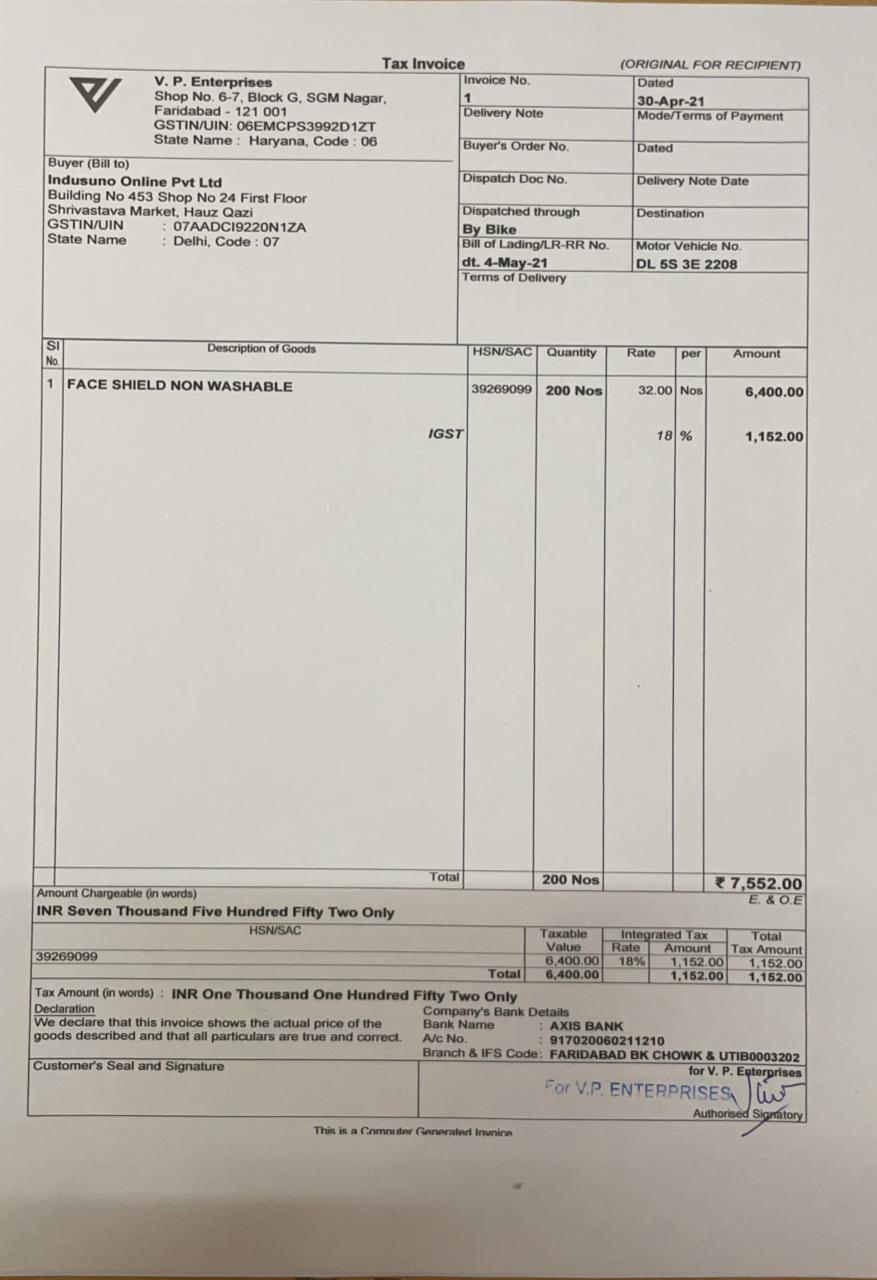 Tax Invoice
(ORIGINAL FOR RECIPIENT)
V. P. Enterprises
Shop No. 6-7, Block G, SGM Nagar,
Faridabad - 121 001
GSTIN/UIN: 06EMCPS3992D1ZT
State Name : Haryana, Code : 06
Buyer (Bill to)
Indusuno Online Pvt Ltd
Building No 453 Shop No 24 First Floor
Shrivastava Market, Hauz Qazi
GSTIN/UIN : 07AADCI9220N1ZA
State Name : Delhi, Code : 07
Invoice No. Dated
1 30-Apr-21
Delivery Note Mode/Terms of Payment
Buyer's Order No. Dated
Dispatch Doc No. Delivery Note Date
Dispatched through Destination
By Bike
Bill of Lading/LR-RR No. Motor Vehicle No.
dt. 4-May-21 DL 5S 3E 2208
Terms of Delivery
Sl Description of Goods HSN/SAC Quantity Rate per Amount
No.
1 FACE SHIELD NON WASHABLE 39269099 200 Nos 32.00 Nos 6,400.00
IGST 18 % 1,152.00
Total 200 Nos ₹ 7,552.00
Amount Chargeable (in words) E. & O.E
INR Seven Thousand Five Hundred Fifty Two Only
HSN/SAC Taxable Integrated Tax Total
Value Rate Amount Tax Amount
39269099 6,400.00 18% 1,152.00 1,152.00
Total 6,400.00 1,152.00 1,152.00
Tax Amount (in words) : INR One Thousand One Hundred Fifty Two Only
Declaration
We declare that this invoice shows the actual price of the
goods described and that all particulars are true and correct.
Company's Bank Details
Bank Name : AXIS BANK
A/c No. : 917020060211210
Branch & IFS Code : FARIDABAD BK CHOWK & UTIB0003202
Customer's Seal and Signature
for V. P. Enterprises
For V.P. ENTERPRISES
Authorised Signatory
This is a Computer Generated Invoice